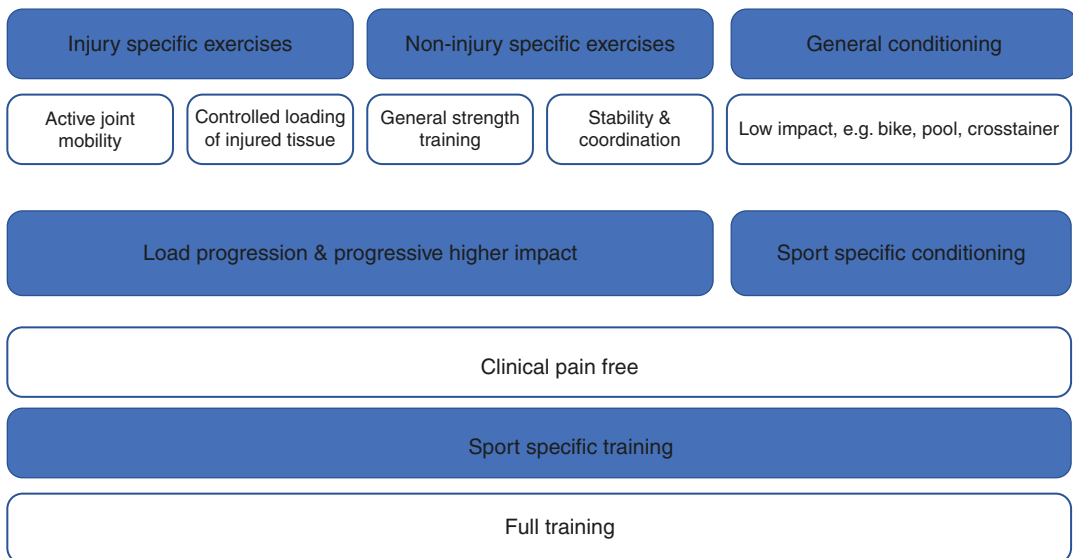 Injury specific exercises
Non-injury specific exercises
General conditioning
Active joint
mobility
Controlled loading
of injured tissue
General strength
training
Stability &
coordination
Low impact, e.g. bike, pool, crosstainer
Load progression & progressive higher impact
Sport specific conditioning
Clinical pain free
Sport specific training
Full training